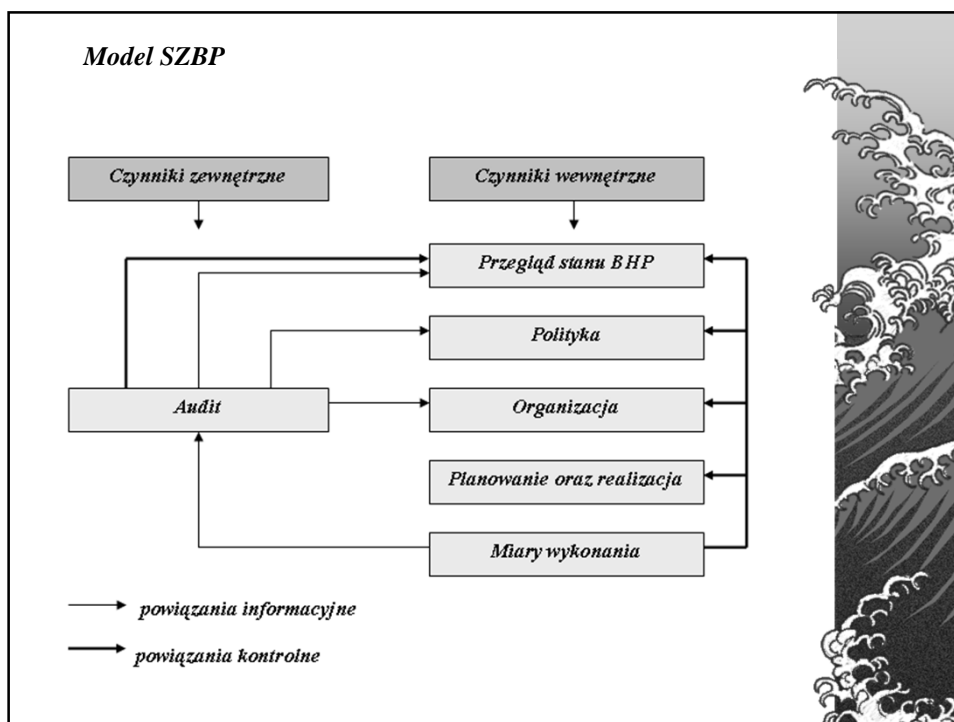 Model SZBP
Czynniki zewnętrzne
Czynniki wewnętrzne
Przegląd stanu BHP
Polityka
Audit
Organizacja
Planowanie oraz realizacja
Miary wykonania
powiązania informacyjne
powiązania kontrolne